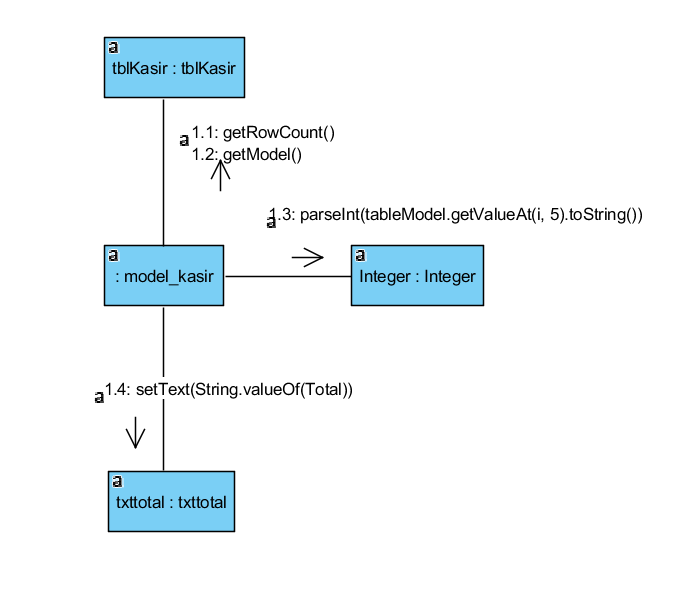 a
tblKasir : tblKasir
a 1.1: getRowCount()
1.2: getModel()
a 1.3: parseInt(tableModel.getValueAt(i, 5).toString())
a
: model_kasir
a
Integer : Integer
a 1.4: setText(String.valueOf(Total))
a
txttotal : txttotal